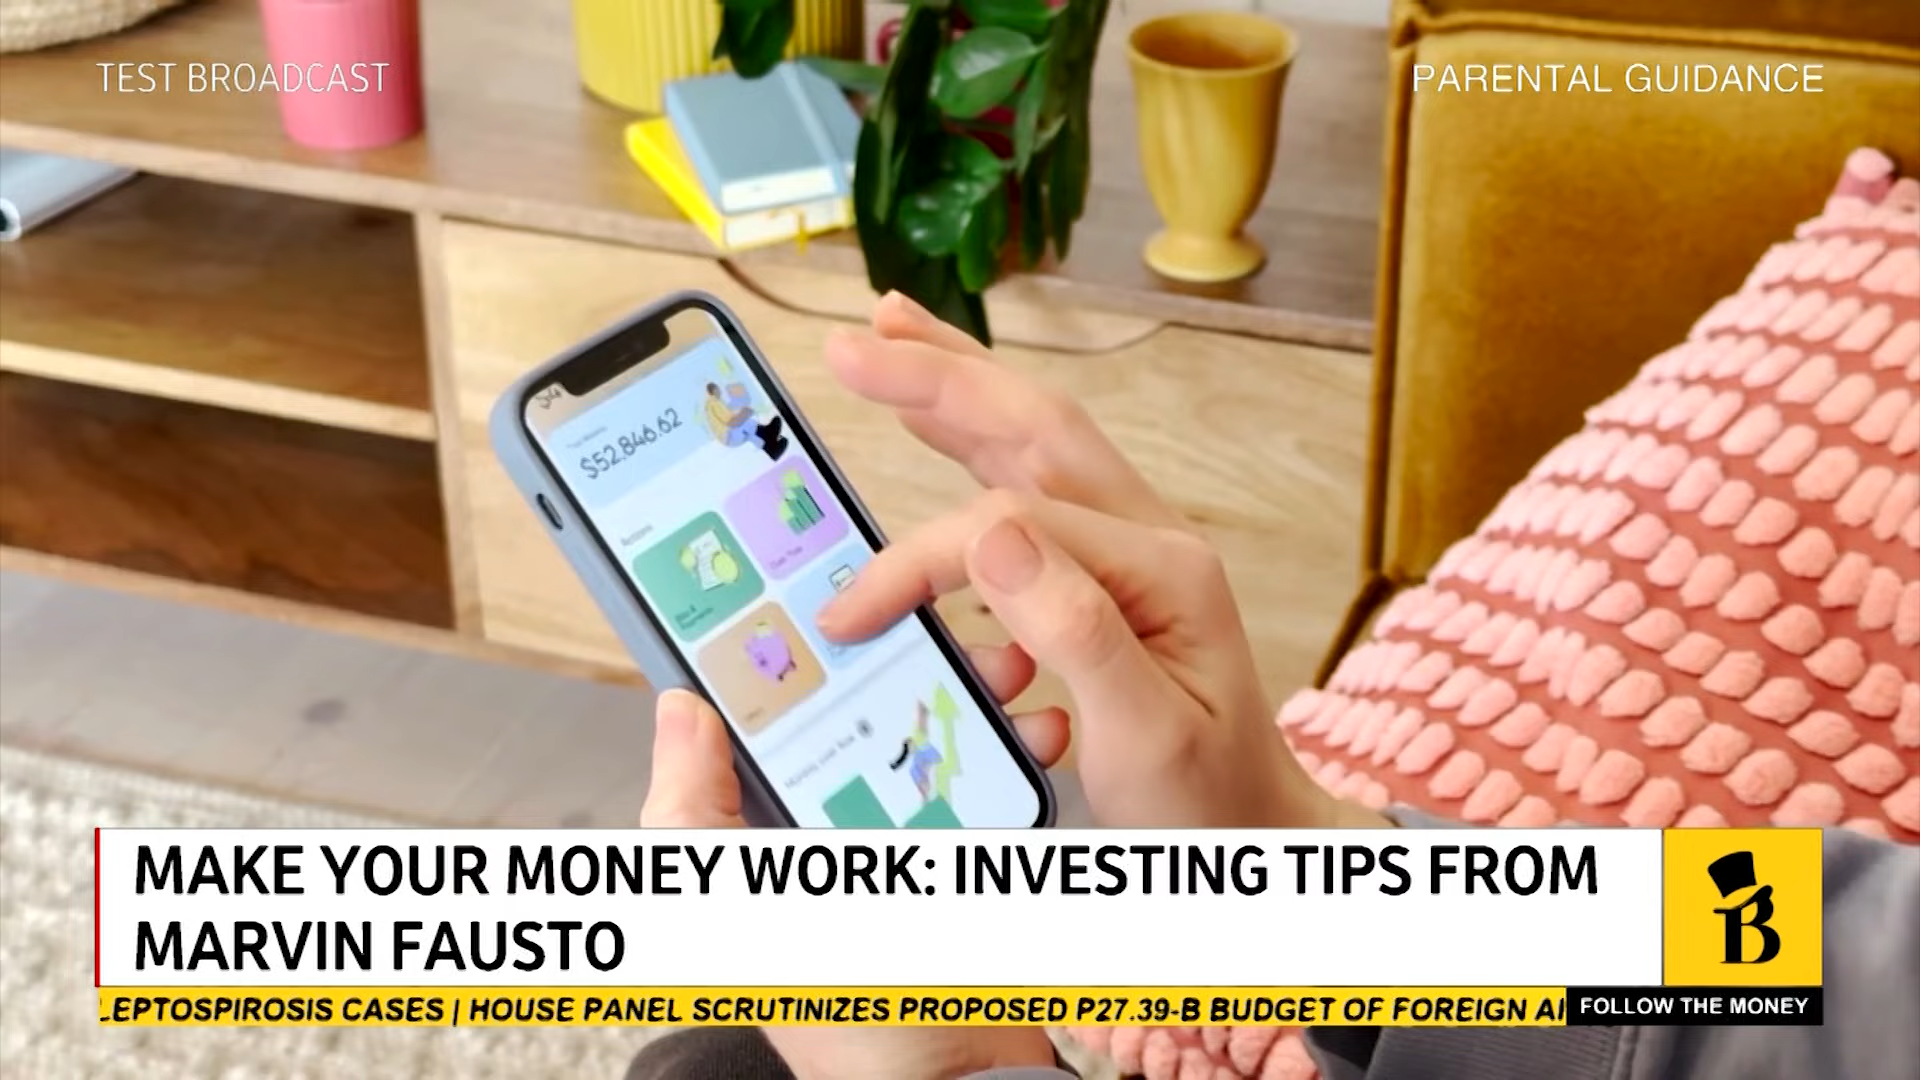 TEST BROADCAST
PARENTAL GUIDANCE
$52,846.62
MAKE YOUR MONEY WORK: INVESTING TIPS FROM
MARVIN FAUSTO
B
LEPTOSPIROSIS CASES | HOUSE PANEL SCRUTINIZES PROPOSED P27.39-B BUDGET OF FOREIGN AI
FOLLOW THE MONEY